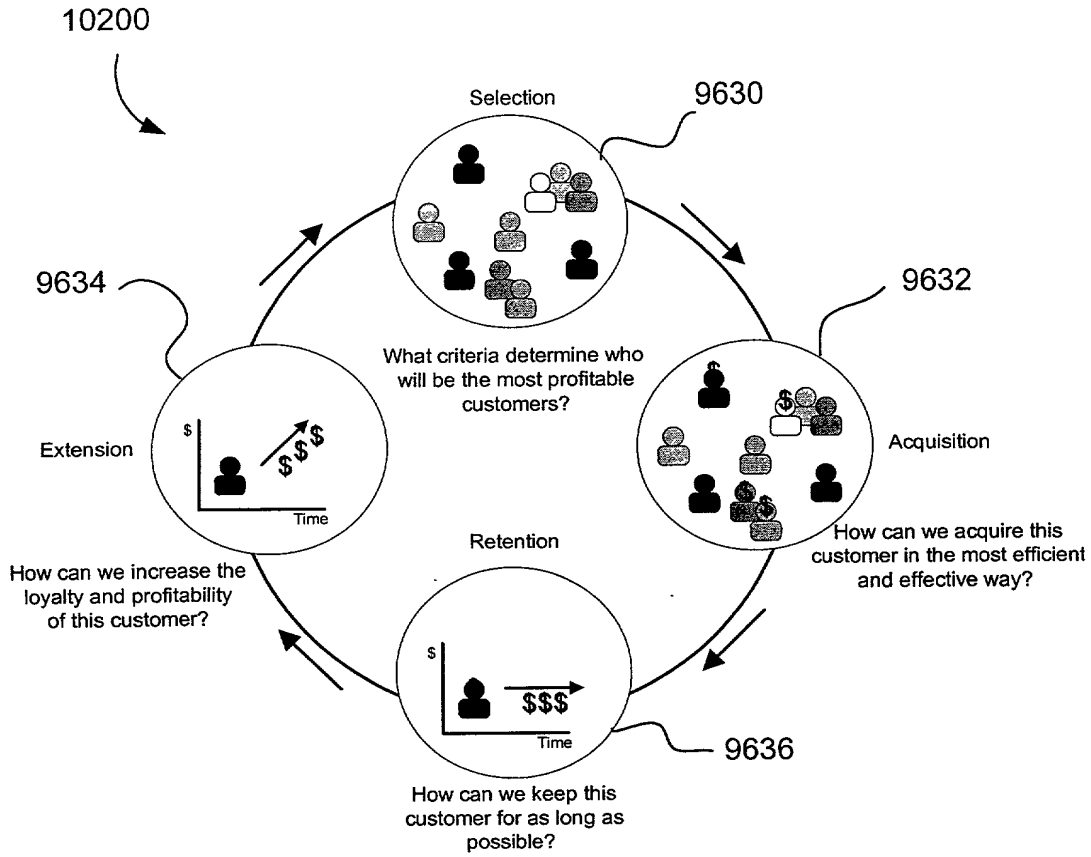 10200
Selection
9630
9634
9632
What criteria determine who
will be the most profitable
customers?
$
$
$
$ $ $
$
Extension
Time
Acquisition
$
$
Retention
How can we acquire this
customer in the most efficient
and effective way?
How can we increase the
loyalty and profitability
of this customer?
$
$$$
Time
9636
How can we keep this
customer for as long as
possible?